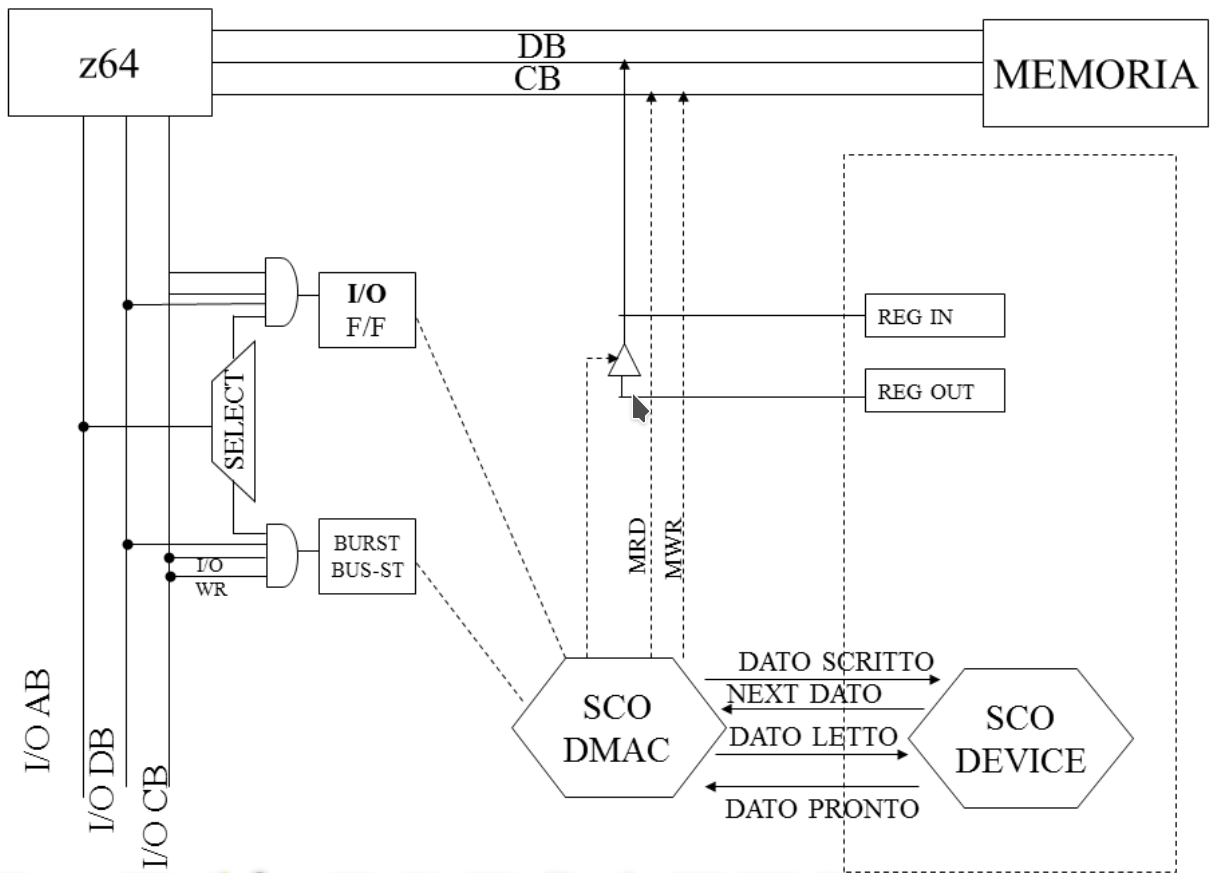 z64
DB
CB
MEMORIA
I/O
F/F
REG IN
REG OUT
SELECT
BURST
BUS-ST
I/O
WR
MRD
MWR
I/O AB
I/O DB
I/O CB
SCO
DMAC
DATO SCRITTO
NEXT DATO
DATO LETTO
DATO PRONTO
SCO
DEVICE